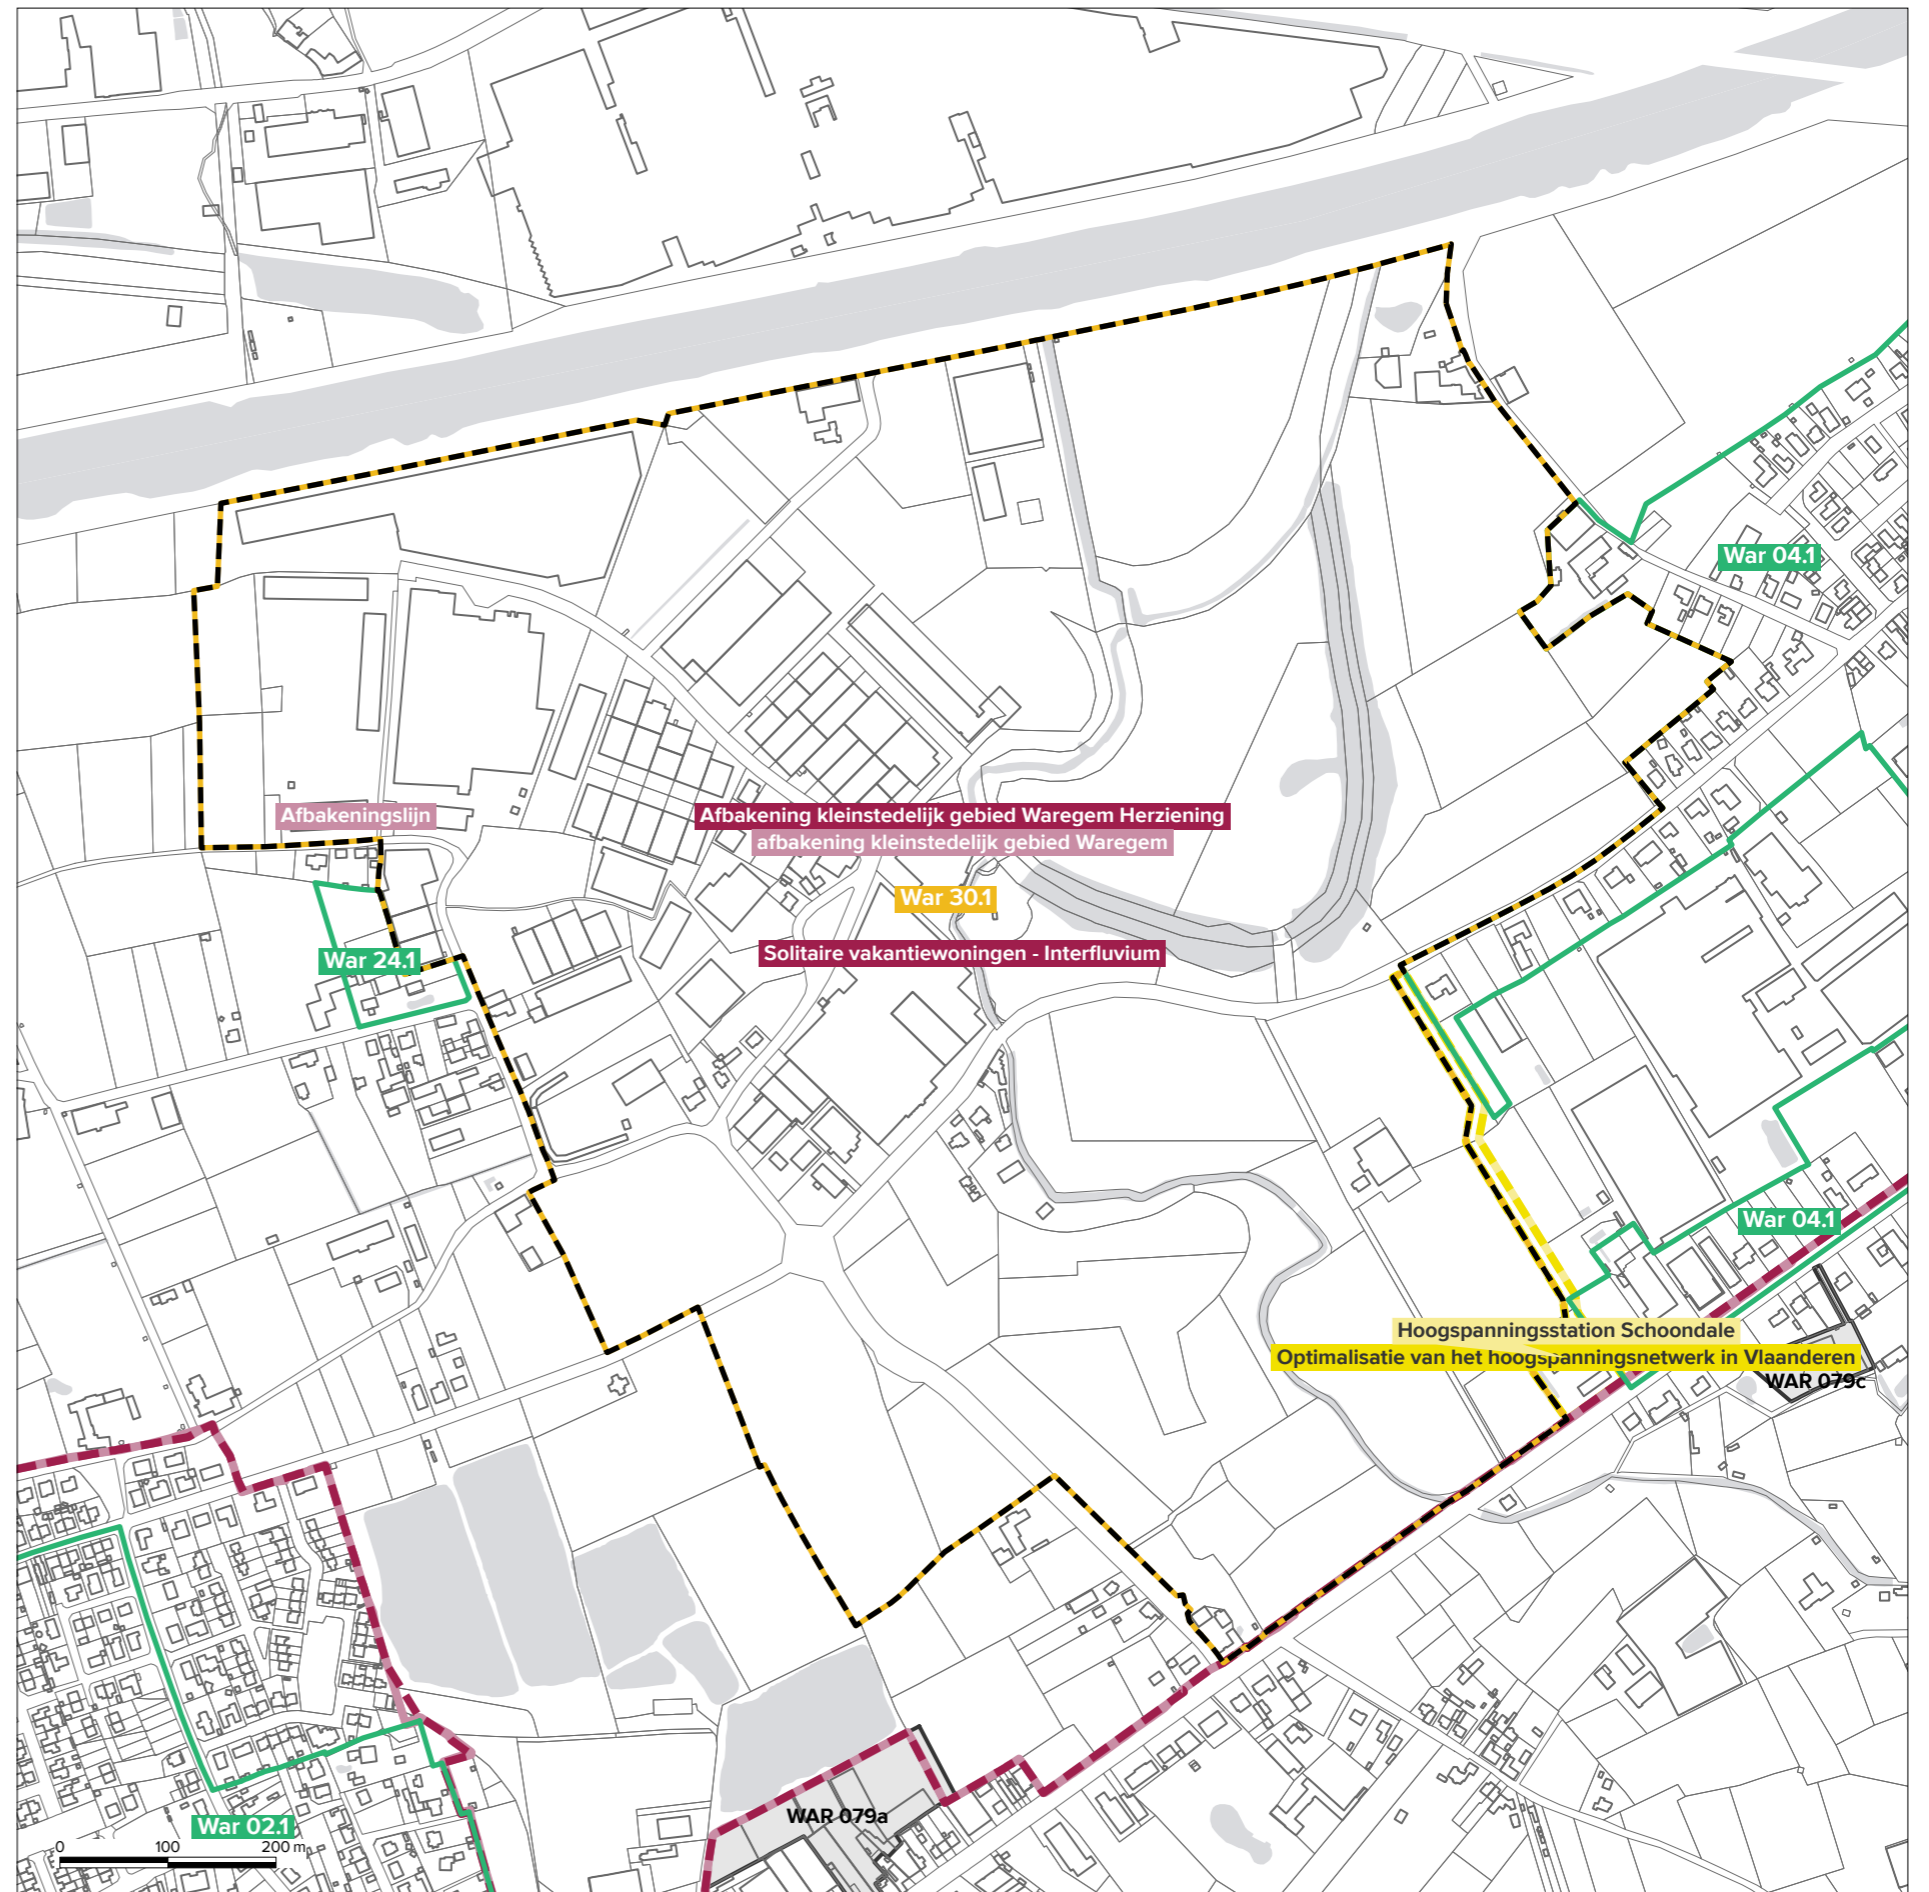 War 04.1
Afbakeningslijn
Afbakening kleinstedelijk gebied Waregem Herziening
afbakening kleinstedelijk gebied Waregem
War 30.1
War 24.1
Solitaire vakantiewoningen - Interfluvium
War 04.1
Hoogspanningsstation Schoondale
Optimalisatie van het hoogspanningsnetwerk in Vlaanderen
WAR 079c
WAR 079a
War 02.1
0 100 200 m